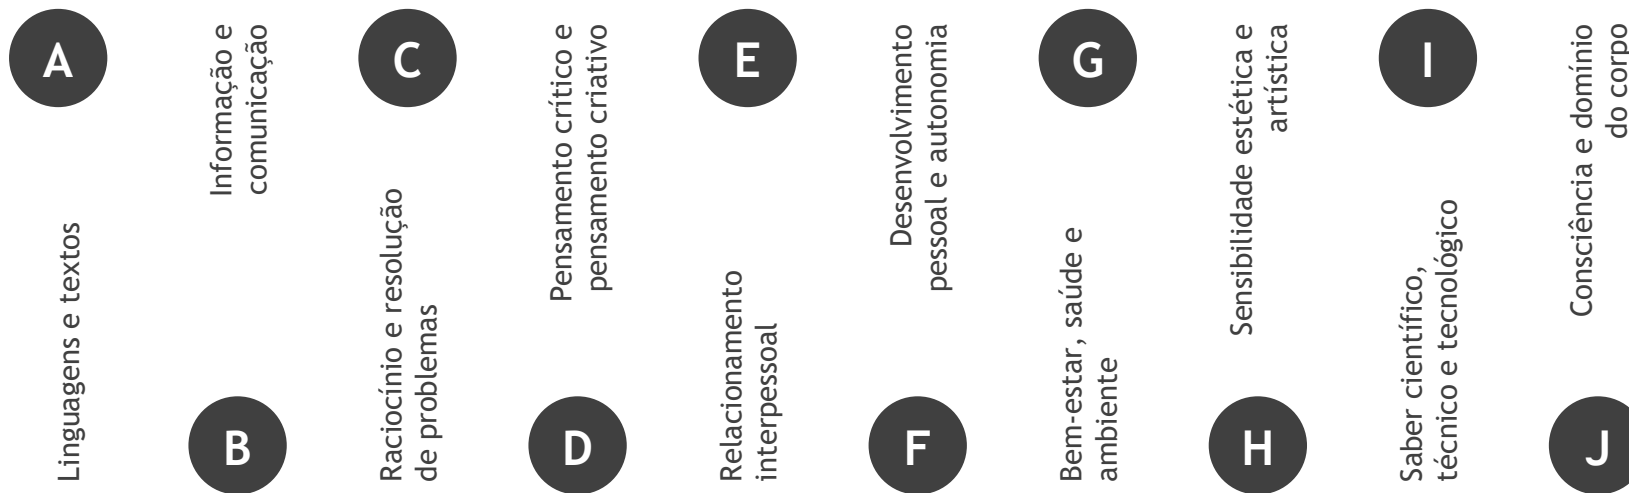 A
Linguagens e textos
B
Informação e
comunicação
C
Raciocínio e resolução
de problemas
D
Pensamento crítico e
pensamento criativo
E
Relacionamento
interpessoal
F
Desenvolvimento
pessoal e autonomia
G
Bem-estar, saúde e
ambiente
H
Sensibilidade estética e
artística
I
Saber científico,
técnico e tecnológico
J
Consciência e domínio
do corpo